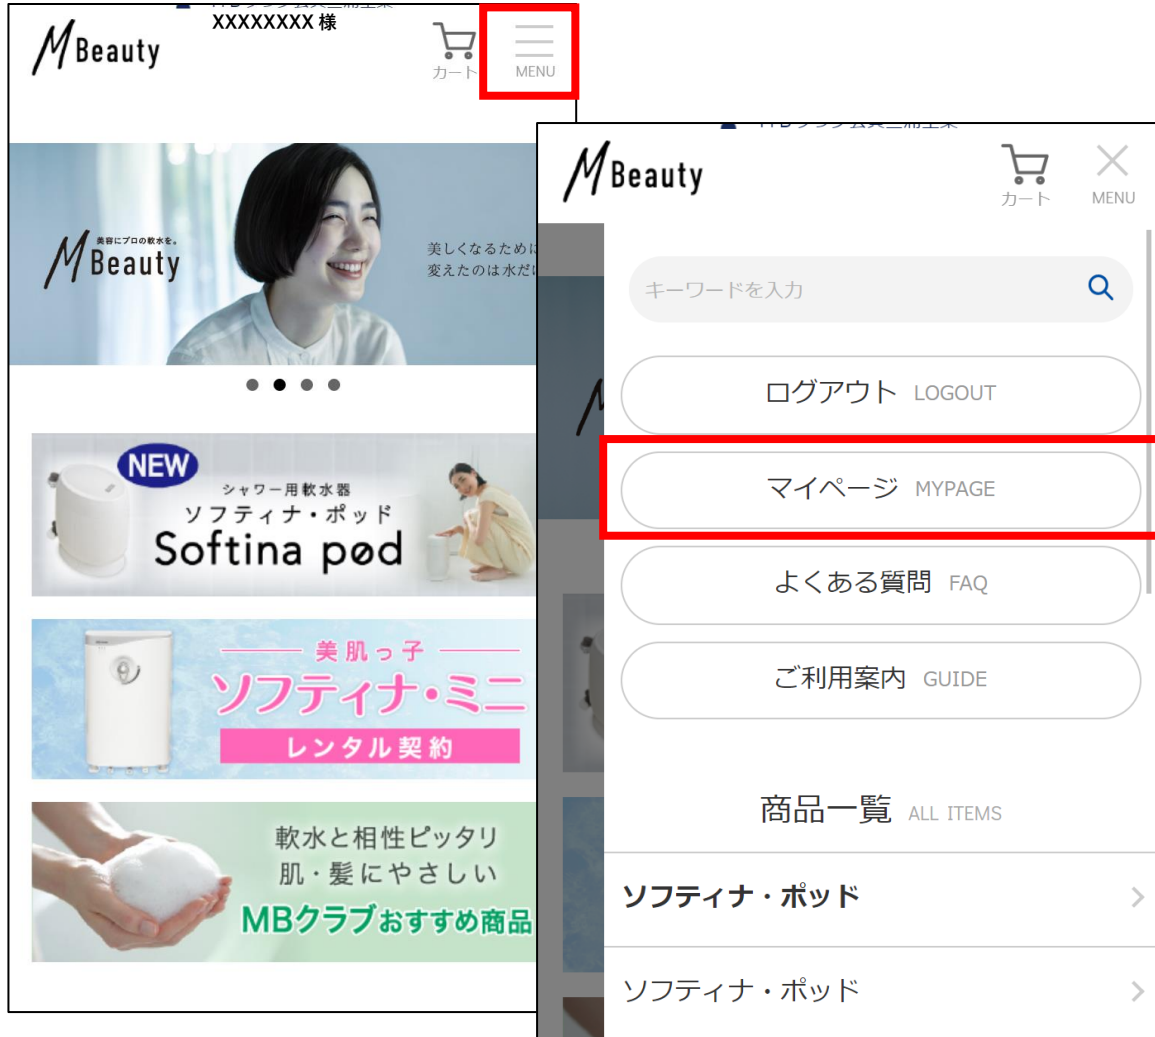 XXXXXXXX 様
M Beauty
カート
MENU
美容にプロの軟水を。
M Beauty
美しくなるために
変えたのは水だけ
NEW
シャワー用軟水器
ソフティナ・ポッド
Softina pød
美肌っ子
ソフティナ・ミニ
レンタル契約
軟水と相性ピッタリ
肌・髪にやさしい
MBクラブおすすめ商品
M Beauty
カート
MENU
キーワードを入力
ログアウト LOGOUT
マイページ MYPAGE
よくある質問 FAQ
ご利用案内 GUIDE
商品一覧 ALL ITEMS
ソフティナ・ポッド
ソフティナ・ポッド